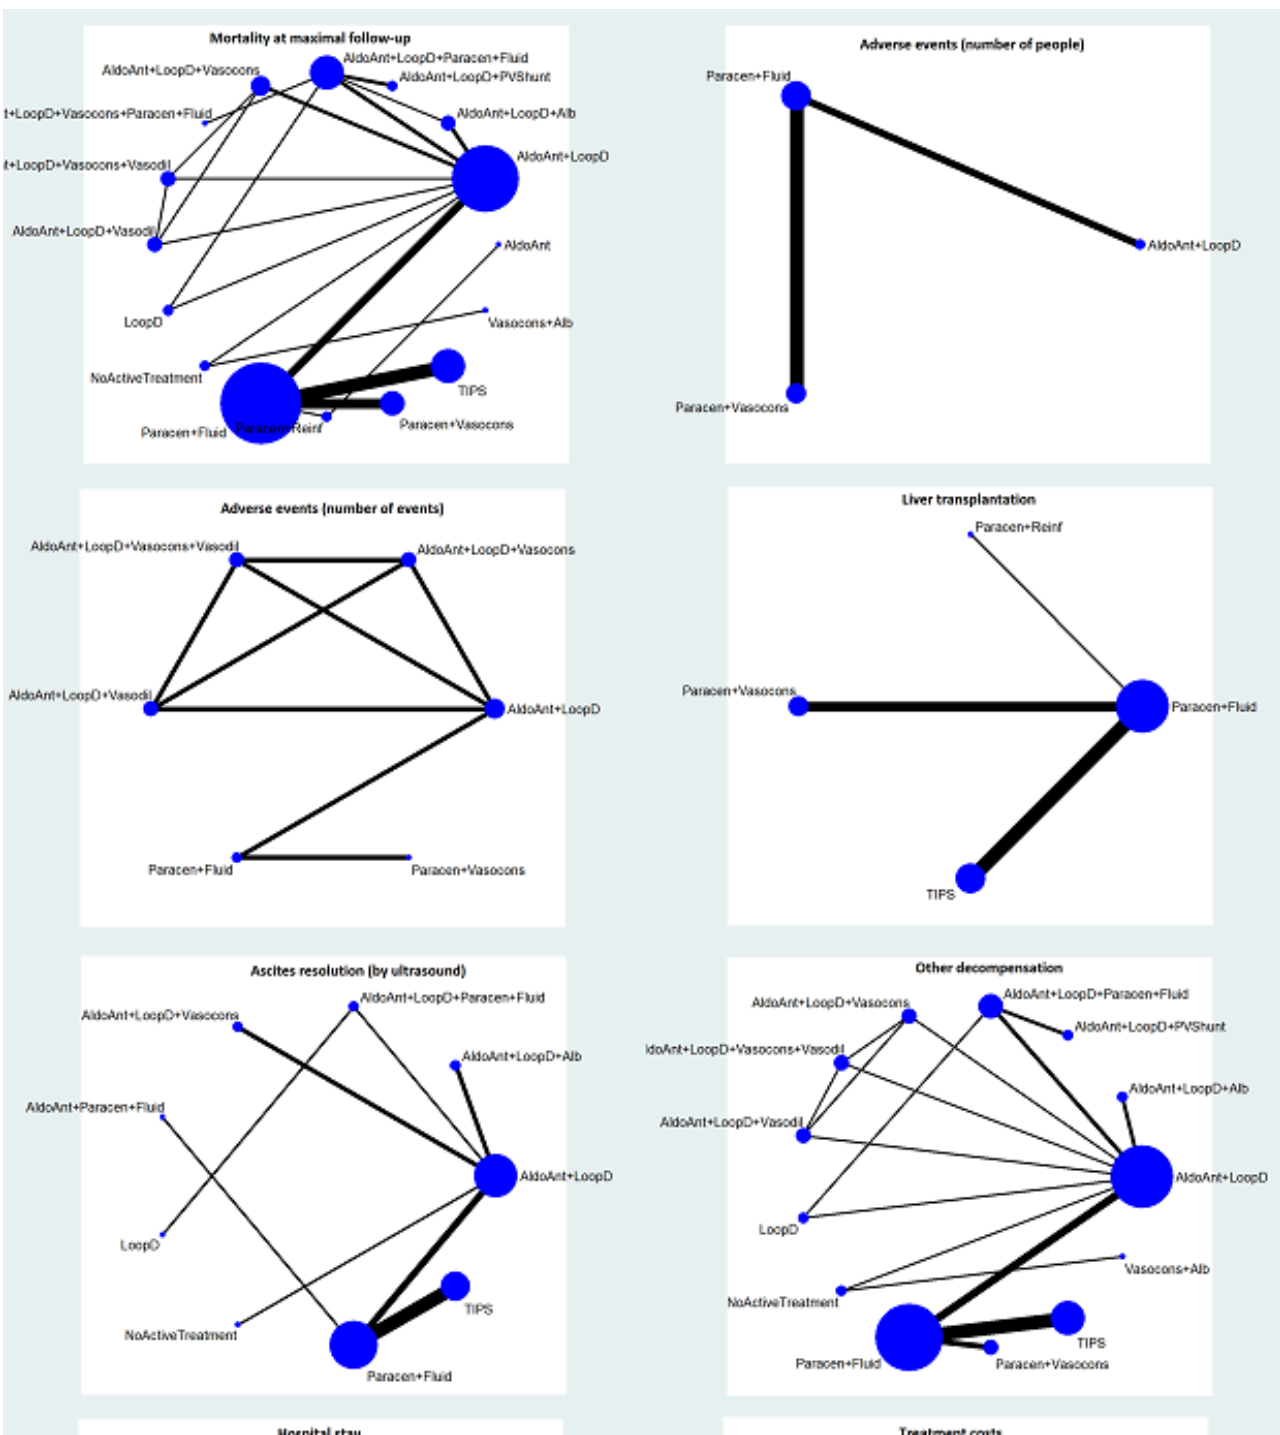 Mortality at maximal follow-up
AldoAnt+LoopD+Paracen+Fluid
AldoAnt+LoopD+Vasocons
AldoAnt+LoopD+PVShunt
t+LoopD+Vasocons+Paracen+Fluid
AldoAnt+LoopD+Alb
AldoAnt+LoopD
t+LoopD+Vasocons+Vasodil
AldoAnt+LoopD+Vasodil
AldoAnt
LoopD
Vasocons+Alb
NoActiveTreatment
TIPS
Paracen+Fluid
Paracen+Reinf
Paracen+Vasocons
Adverse events (number of people)
Paracen+Fluid
AldoAnt+LoopD
Paracen+Vasocons
Adverse events (number of events)
AldoAnt+LoopD+Vasocons+Vasodil
AldoAnt+LoopD+Vasocons
AldoAnt+LoopD+Vasodil
AldoAnt+LoopD
Paracen+Fluid
Paracen+Vasocons
Liver transplantation
Paracen+Reinf
Paracen+Vasocons
Paracen+Fluid
TIPS
Ascites resolution (by ultrasound)
AldoAnt+LoopD+Paracen+Fluid
AldoAnt+LoopD+Vasocons
AldoAnt+LoopD+Alb
AldoAnt+Paracen+Fluid
AldoAnt+LoopD
LoopD
TIPS
NoActiveTreatment
Paracen+Fluid
Other decompensation
AldoAnt+LoopD+Paracen+Fluid
AldoAnt+LoopD+Vasocons
AldoAnt+LoopD+PVShunt
ldoAnt+LoopD+Vasocons+Vasodil
AldoAnt+LoopD+Alb
AldoAnt+LoopD+Vasodil
AldoAnt+LoopD
LoopD
Vasocons+Alb
NoActiveTreatment
TIPS
Paracen+Fluid
Paracen+Vasocons
Hospital stay
Treatment costs